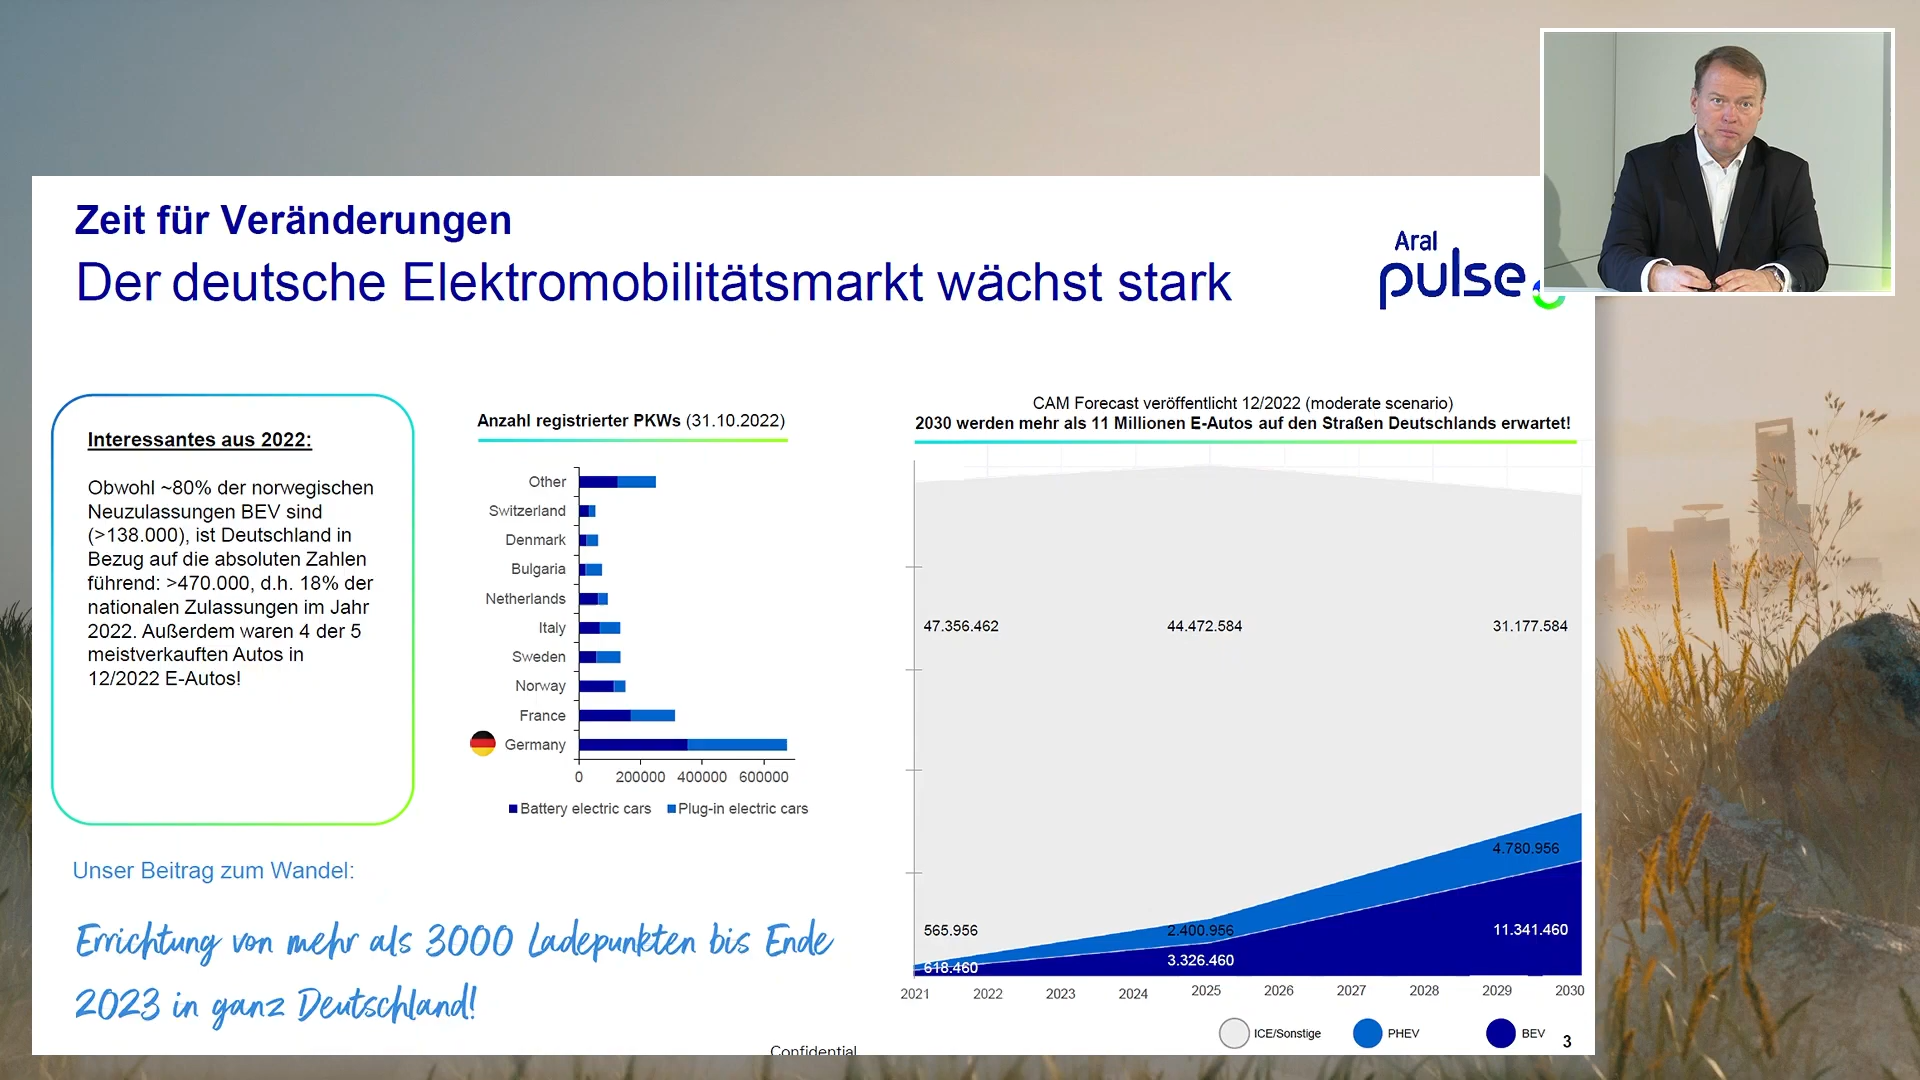 Zeit für Veränderungen
Der deutsche Elektromobilitätsmarkt wächst stark
Aral
pulse
Interessantes aus 2022:
Obwohl ~80% der norwegischen
Neuzulassungen BEV sind
(>138.000), ist Deutschland in
Bezug auf die absoluten Zahlen
führend: >470.000, d.h. 18% der
nationalen Zulassungen im Jahr
2022. Außerdem waren 4 der 5
meistverkauften Autos in
12/2022 E-Autos!
Anzahl registrierter PKWs (31.10.2022)
Other
Switzerland
Denmark
Bulgaria
Netherlands
Italy
Sweden
Norway
France
Germany
0 200000 400000 600000
Battery electric cars Plug-in electric cars
CAM Forecast veröffentlicht 12/2022 (moderate scenario)
2030 werden mehr als 11 Millionen E-Autos auf den Straßen Deutschlands erwartet!
47.356.462 44.472.584 31.177.584
4.780.956
565.956 2.400.956 11.341.460
618.460 3.326.460
2021 2022 2023 2024 2025 2026 2027 2028 2029 2030
ICE/Sonstige PHEV BEV
Unser Beitrag zum Wandel:
Errichtung von mehr als 3000 Ladepunkten bis Ende
2023 in ganz Deutschland!
Confidential
3